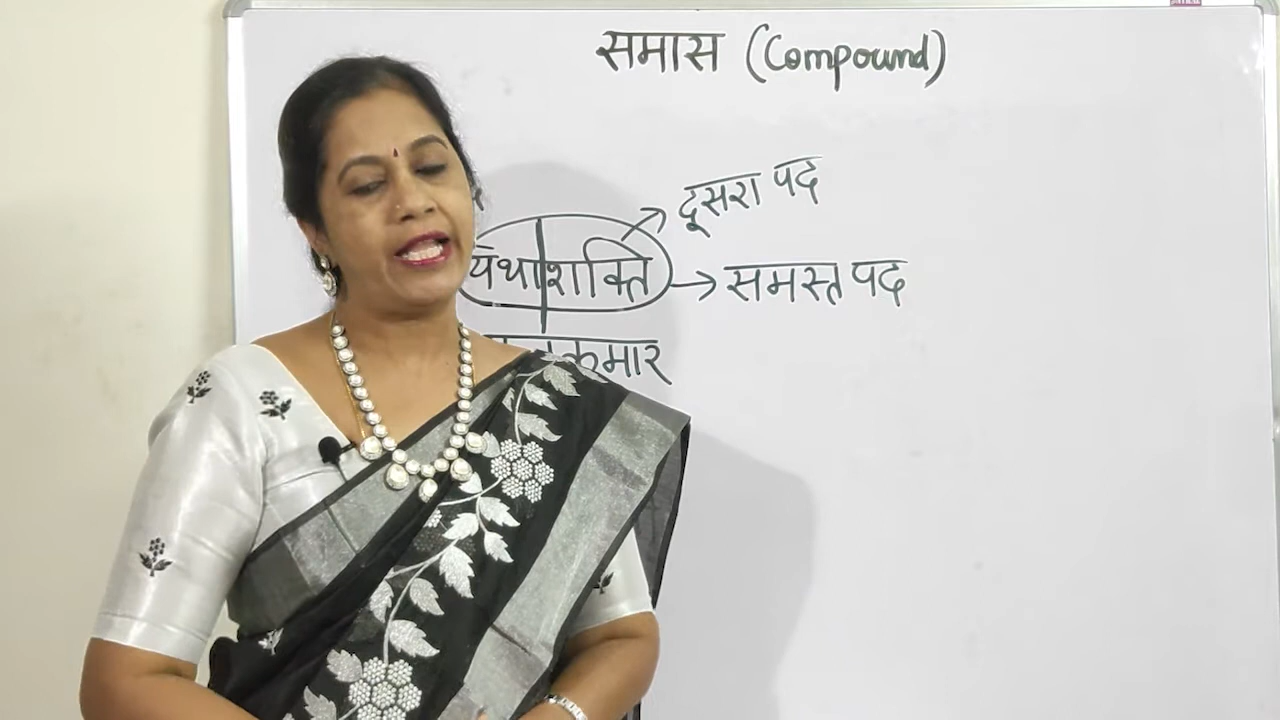 समास (Compound)
दूसरा पद
यथाशक्ति → समस्त पद
कुमार